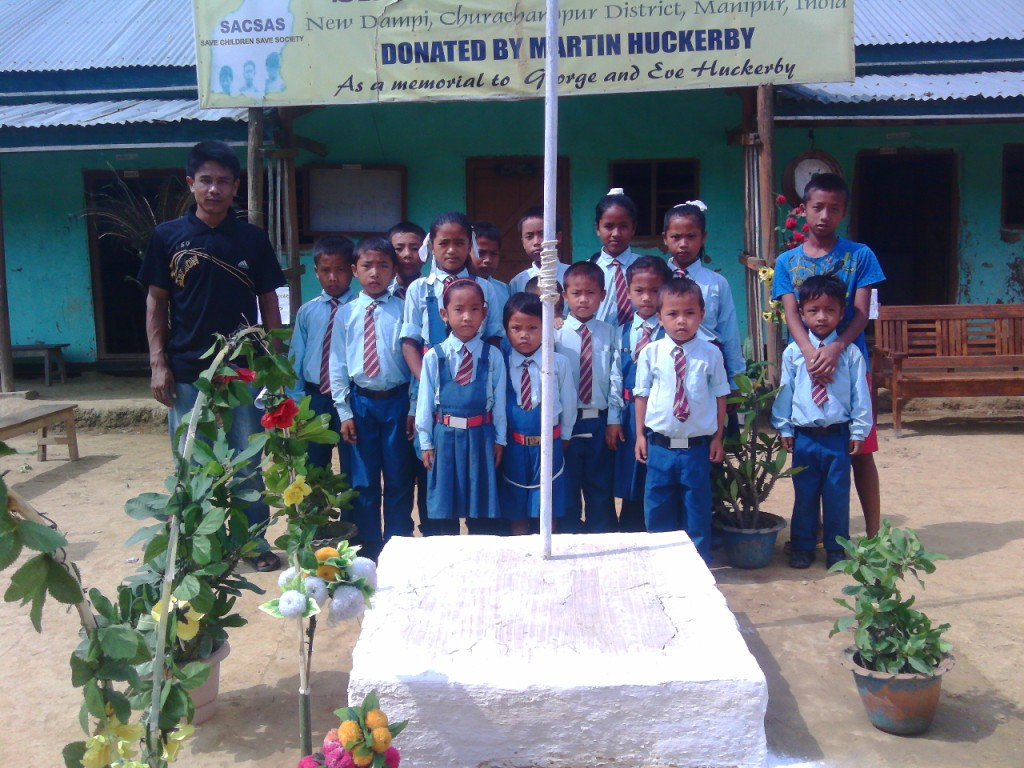 SACSAS
SAVE CHILDREN SAVE SOCIETY
New Dampi, Churachandpur District, Manipur, India
DONATED BY MARTIN HUCKERBY
As a memorial to George and Eve Huckerby